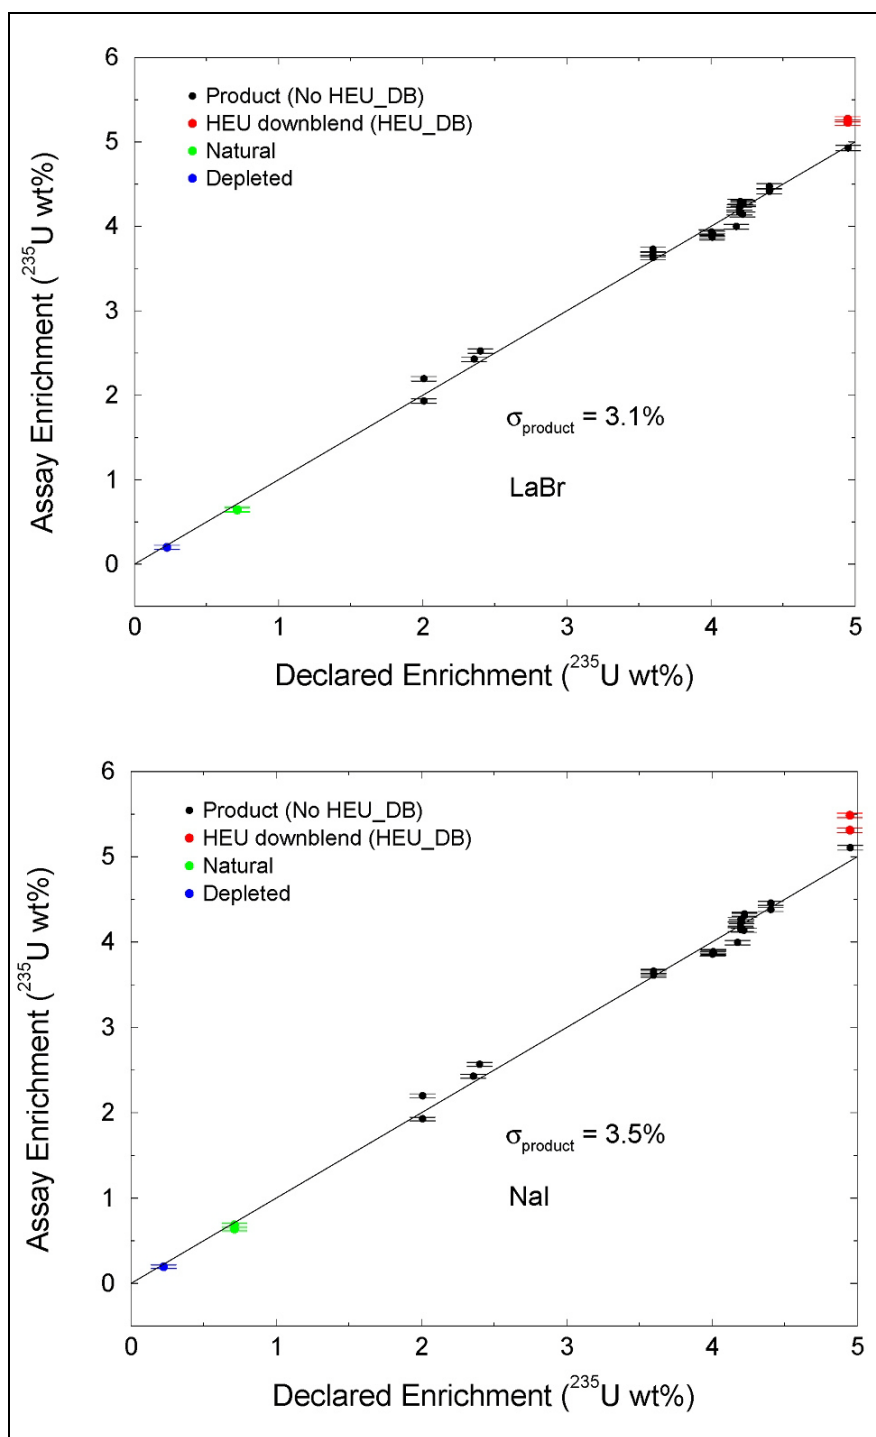 6
5
4
3
2
1
0
Assay Enrichment (²³⁵U wt%)
Product (No HEU_DB)
HEU downblend (HEU_DB)
Natural
Depleted
σproduct = 3.1%
LaBr
0 1 2 3 4 5
Declared Enrichment (²³⁵U wt%)
6
5
4
3
2
1
0
Assay Enrichment (²³⁵U wt%)
Product (No HEU_DB)
HEU downblend (HEU_DB)
Natural
Depleted
σproduct = 3.5%
NaI
0 1 2 3 4 5
Declared Enrichment (²³⁵U wt%)